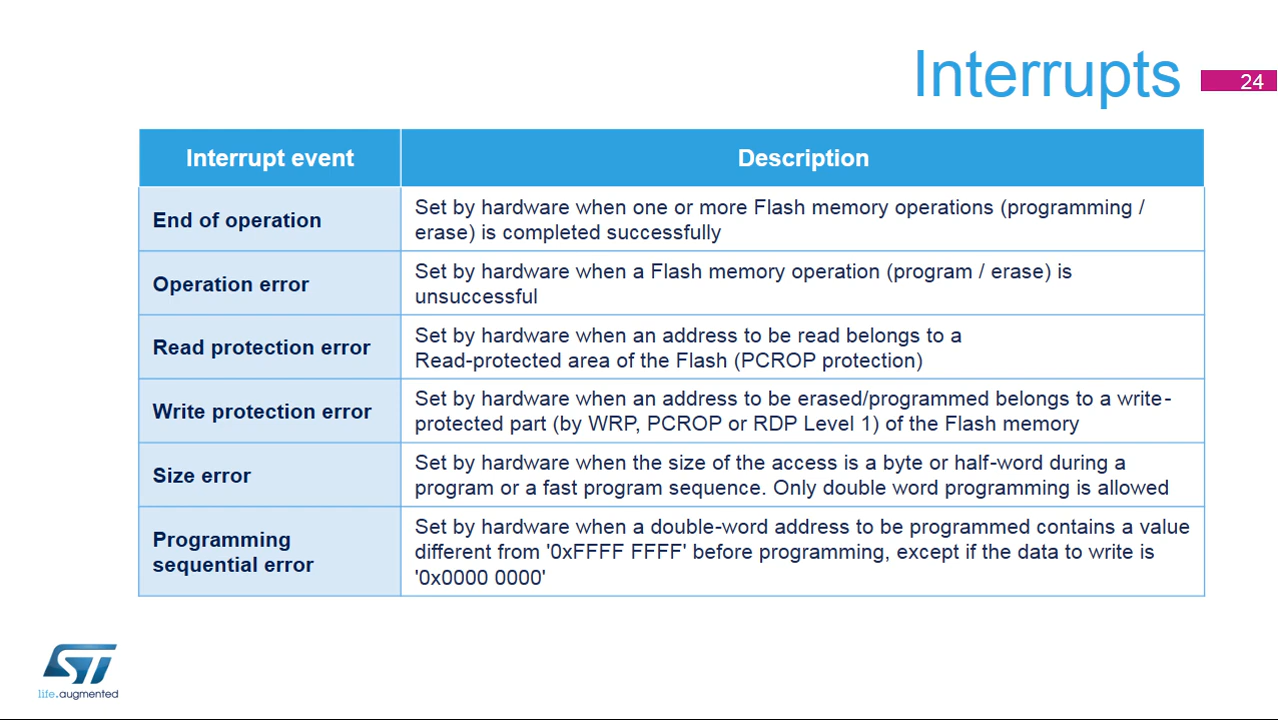 Interrupts
24
Interrupt event
Description
End of operation
Set by hardware when one or more Flash memory operations (programming /
erase) is completed successfully
Operation error
Set by hardware when a Flash memory operation (program / erase) is
unsuccessful
Read protection error
Set by hardware when an address to be read belongs to a
Read-protected area of the Flash (PCROP protection)
Write protection error
Set by hardware when an address to be erased/programmed belongs to a write-
protected part (by WRP, PCROP or RDP Level 1) of the Flash memory
Size error
Set by hardware when the size of the access is a byte or half-word during a
program or a fast program sequence. Only double word programming is allowed
Programming
sequential error
Set by hardware when a double-word address to be programmed contains a value
different from '0xFFFF FFFF' before programming, except if the data to write is
'0x0000 0000'
ST
life.augmented